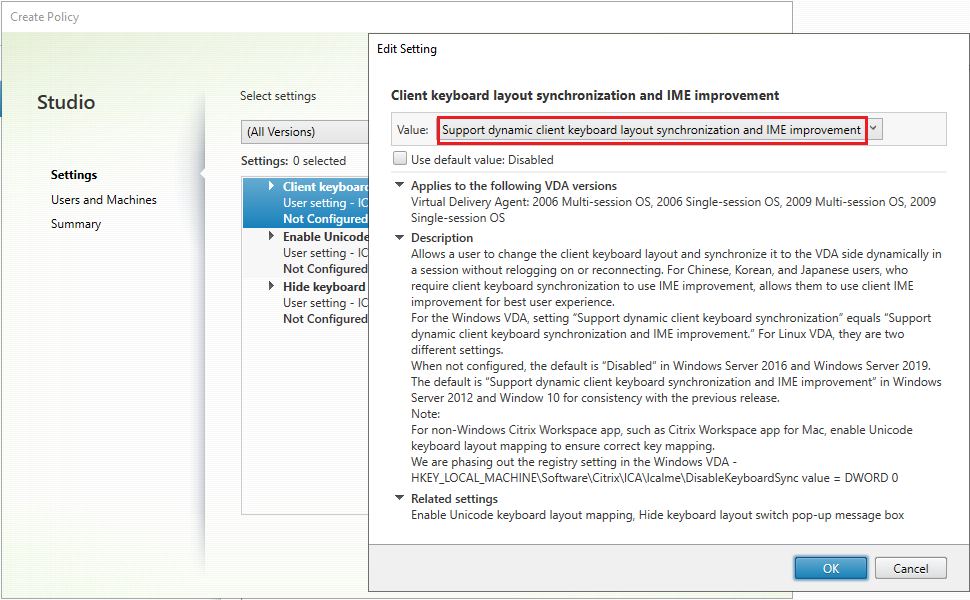 Create Policy
Studio
Settings
Users and Machines
Summary
Select settings
(All Versions)
Settings: 0 selected
Client keyboard
User setting - IC
Not Configured
Enable Unicode
User setting - IC
Not Configured
Hide keyboard
User setting - IC
Not Configured
Edit Setting
Client keyboard layout synchronization and IME improvement
Value: Support dynamic client keyboard layout synchronization and IME improvement
Use default value: Disabled
Applies to the following VDA versions
Virtual Delivery Agent: 2006 Multi-session OS, 2006 Single-session OS, 2009 Multi-session OS, 2009
Single-session OS
Description
Allows a user to change the client keyboard layout and synchronize it to the VDA side dynamically in
a session without relogging on or reconnecting. For Chinese, Korean, and Japanese users, who
require client keyboard synchronization to use IME improvement, allows them to use client IME
improvement for best user experience.
For the Windows VDA, setting “Support dynamic client keyboard synchronization” equals “Support
dynamic client keyboard synchronization and IME improvement.” For Linux VDA, they are two
different settings.
When not configured, the default is “Disabled” in Windows Server 2016 and Windows Server 2019.
The default is “Support dynamic client keyboard synchronization and IME improvement” in Windows
Server 2012 and Window 10 for consistency with the previous release.
Note:
For non-Windows Citrix Workspace app, such as Citrix Workspace app for Mac, enable Unicode
keyboard layout mapping to ensure correct key mapping.
We are phasing out the registry setting in the Windows VDA -
HKEY_LOCAL_MACHINE\Software\Citrix\ICA\IcaIme\DisableKeyboardSync value = DWORD 0
Related settings
Enable Unicode keyboard layout mapping, Hide keyboard layout switch pop-up message box
OK
Cancel